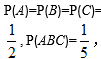 P(A)=P(B)=P(C)=
1/2 , P(ABC)=1/5 ，